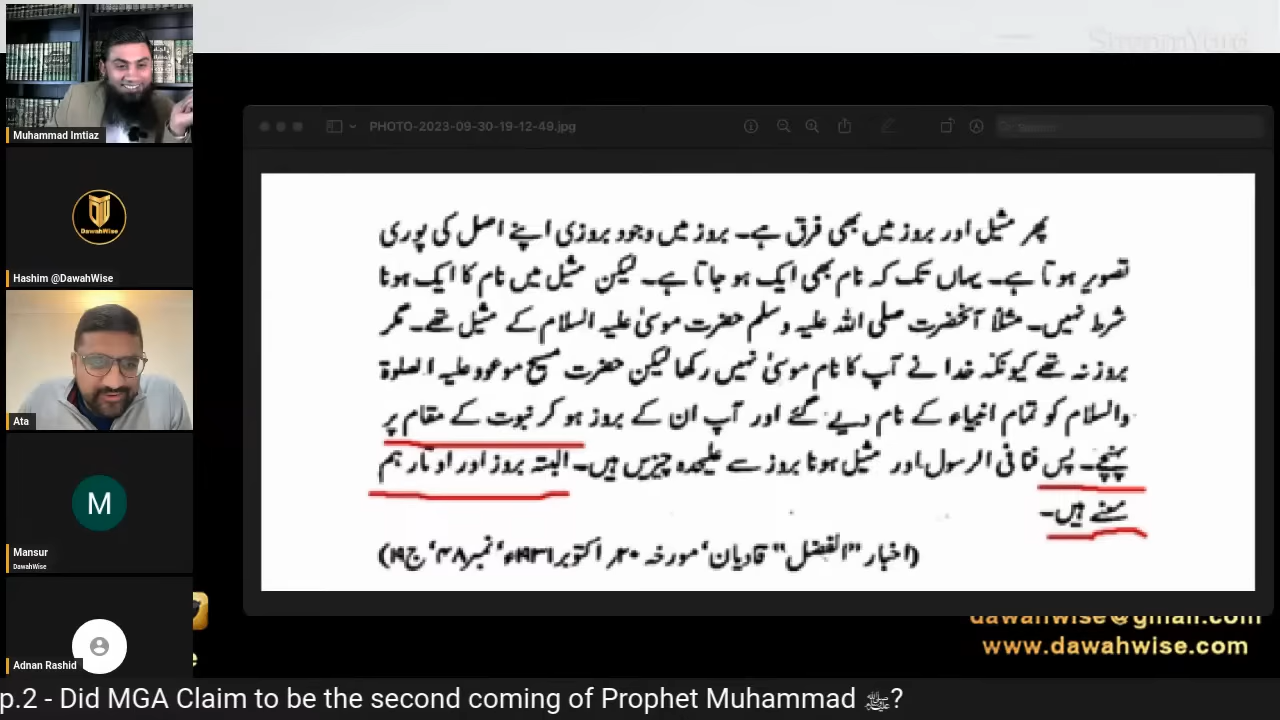 StreamYard
Muhammad Imtiaz
DawahWise
Hashim @DawahWise
Ata
M
Mansur
DawahWise
Adnan Rashid
PHOTO-2023-09-30-19-12-49.jpg
پھر مثیل اور بروز میں بھی فرق ہے۔ بروز میں وجود بروزی اپنے اصل کی پوری
تصویر ہوتا ہے۔ یہاں تک کہ نام بھی ایک ہو جاتا ہے۔ لیکن مثیل میں نام کا ایک ہونا
شرط نہیں۔ مثلاً آنحضرت صلی اللہ علیہ وسلم حضرت موسیٰ علیہ السلام کے مثیل تھے۔ مگر
بروز نہ تھے کیونکہ خدا نے آپ کا نام موسیٰ نہیں رکھا لیکن حضرت مسیح موعود علیہ الصلوۃ
والسلام کو تمام انبیاء کے نام دیے گئے اور آپ ان کے بروز ہو کر نبوت کے مقام پر
پہنچے۔ پس فنا فی الرسول اور مثیل ہونا بروز سے علیحدہ چیزیں ہیں۔ البتہ بروز اور اوتار ہم
معنے ہیں۔
(اخبار "الفضل" قادیان، مورخہ ۲۰؍ اکتوبر ۱۹۳۱ء، نمبر ۴۸، ج ۱۹)
dawahwise@gmail.com
www.dawahwise.com
p.2 - Did MGA Claim to be the second coming of Prophet Muhammad ﷺ?